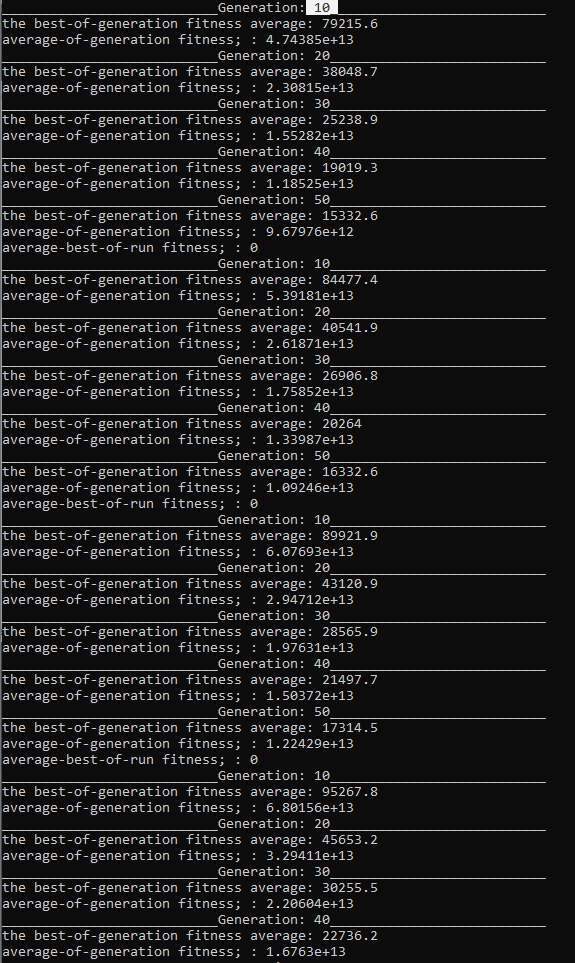 ___________________________Generation: 10___________________________
the best-of-generation fitness average: 79215.6
average-of-generation fitness; : 4.74385e+13
___________________________Generation: 20___________________________
the best-of-generation fitness average: 38048.7
average-of-generation fitness; : 2.30815e+13
___________________________Generation: 30___________________________
the best-of-generation fitness average: 25238.9
average-of-generation fitness; : 1.55282e+13
___________________________Generation: 40___________________________
the best-of-generation fitness average: 19019.3
average-of-generation fitness; : 1.18525e+13
___________________________Generation: 50___________________________
the best-of-generation fitness average: 15332.6
average-of-generation fitness; : 9.67976e+12
average-best-of-run fitness; : 0
___________________________Generation: 10___________________________
the best-of-generation fitness average: 84477.4
average-of-generation fitness; : 5.39181e+13
___________________________Generation: 20___________________________
the best-of-generation fitness average: 40541.9
average-of-generation fitness; : 2.61871e+13
___________________________Generation: 30___________________________
the best-of-generation fitness average: 26906.8
average-of-generation fitness; : 1.75852e+13
___________________________Generation: 40___________________________
the best-of-generation fitness average: 20264
average-of-generation fitness; : 1.33987e+13
___________________________Generation: 50___________________________
the best-of-generation fitness average: 16332.6
average-of-generation fitness; : 1.09246e+13
average-best-of-run fitness; : 0
___________________________Generation: 10___________________________
the best-of-generation fitness average: 89921.9
average-of-generation fitness; : 6.07693e+13
___________________________Generation: 20___________________________
the best-of-generation fitness average: 43120.9
average-of-generation fitness; : 2.94712e+13
___________________________Generation: 30___________________________
the best-of-generation fitness average: 28565.9
average-of-generation fitness; : 1.97631e+13
___________________________Generation: 40___________________________
the best-of-generation fitness average: 21497.7
average-of-generation fitness; : 1.50372e+13
___________________________Generation: 50___________________________
the best-of-generation fitness average: 17314.5
average-of-generation fitness; : 1.22429e+13
average-best-of-run fitness; : 0
___________________________Generation: 10___________________________
the best-of-generation fitness average: 95267.8
average-of-generation fitness; : 6.80156e+13
___________________________Generation: 20___________________________
the best-of-generation fitness average: 45653.2
average-of-generation fitness; : 3.29411e+13
___________________________Generation: 30___________________________
the best-of-generation fitness average: 30255.5
average-of-generation fitness; : 2.20604e+13
___________________________Generation: 40___________________________
the best-of-generation fitness average: 22736.2
average-of-generation fitness; : 1.6763e+13